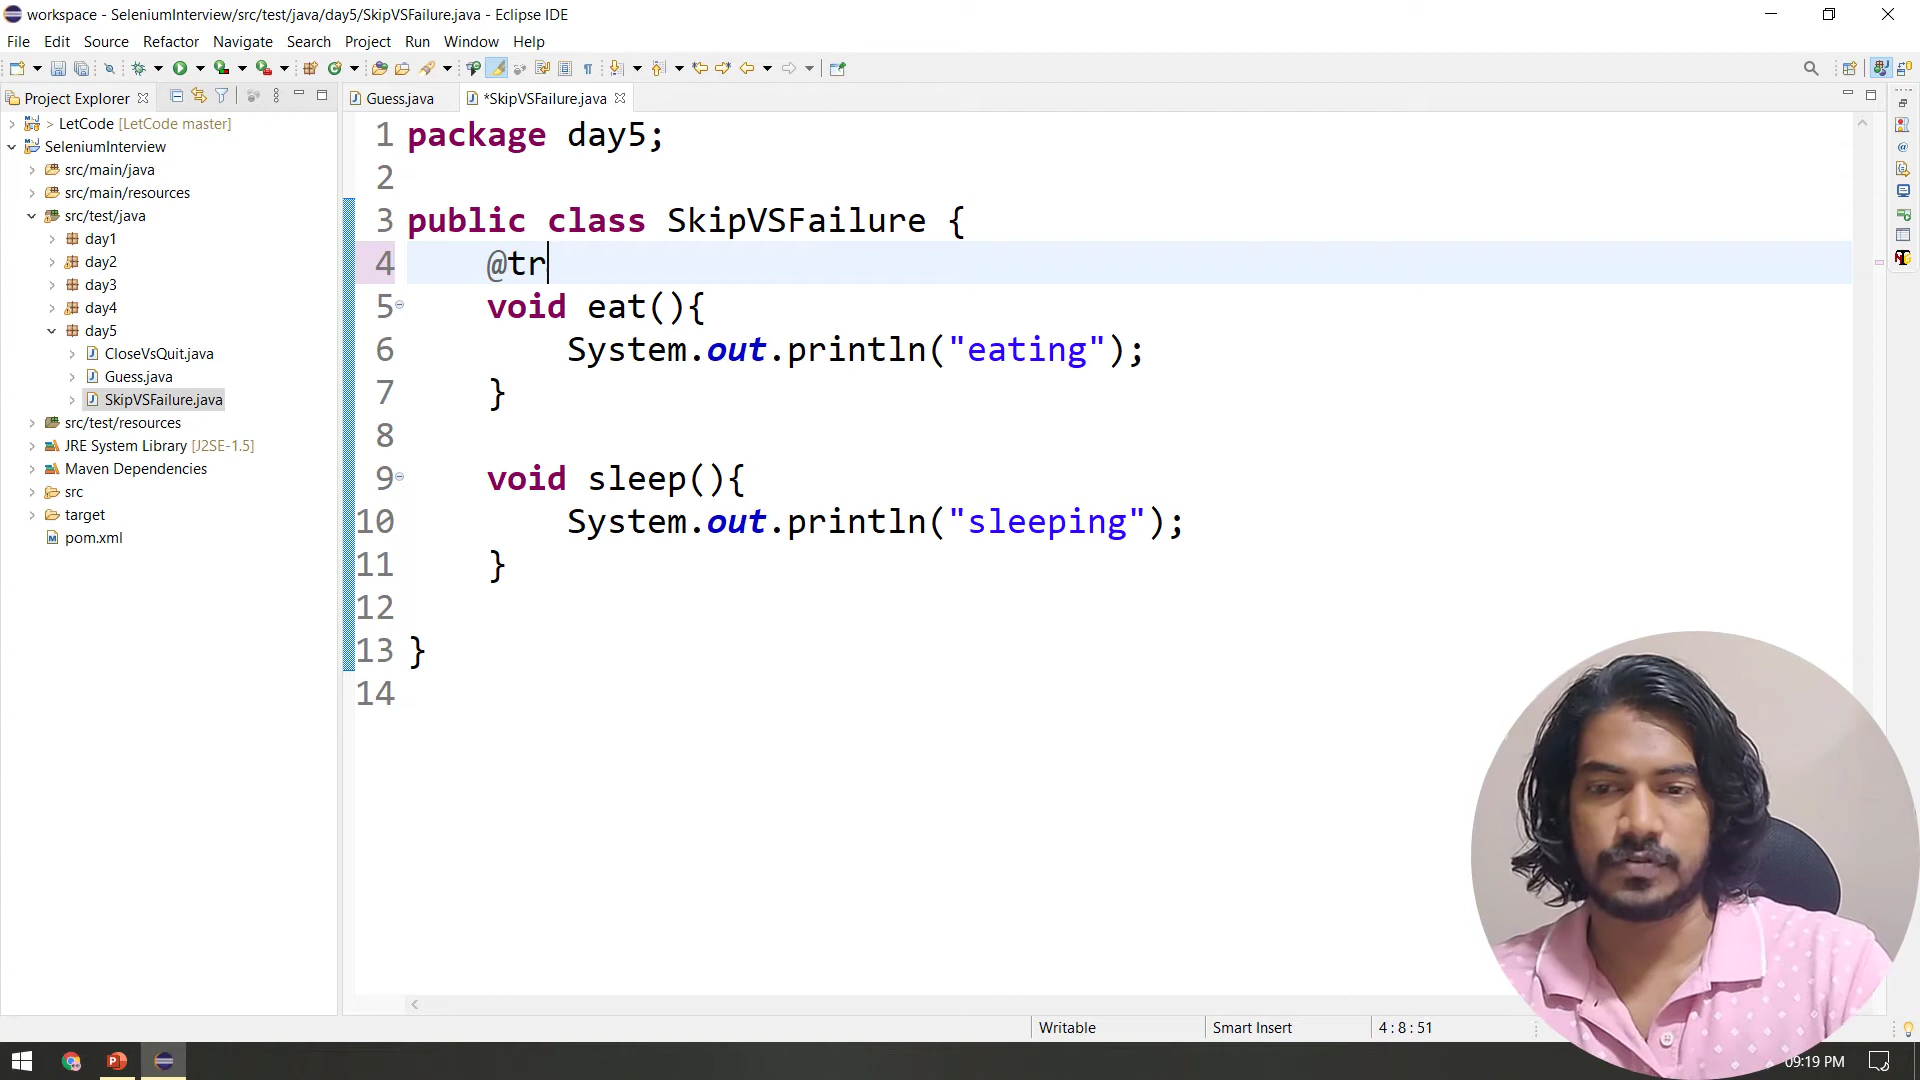 workspace - SeleniumInterview/src/test/java/day5/SkipVSFailure.java - Eclipse IDE
File Edit Source Refactor Navigate Search Project Run Window Help
Project Explorer
Guess.java
*SkipVSFailure.java
> LetCode [LetCode master]
SeleniumInterview
src/main/java
src/main/resources
src/test/java
day1
day2
day3
day4
day5
CloseVsQuit.java
Guess.java
SkipVSFailure.java
src/test/resources
JRE System Library [J2SE-1.5]
Maven Dependencies
src
target
pom.xml
1 package day5;
2
3 public class SkipVSFailure {
4 @tr
5 void eat(){
6 System.out.println("eating");
7 }
8
9 void sleep(){
10 System.out.println("sleeping");
11 }
12
13 }
14
Writable
Smart Insert
4 : 8 : 51
09:19 PM